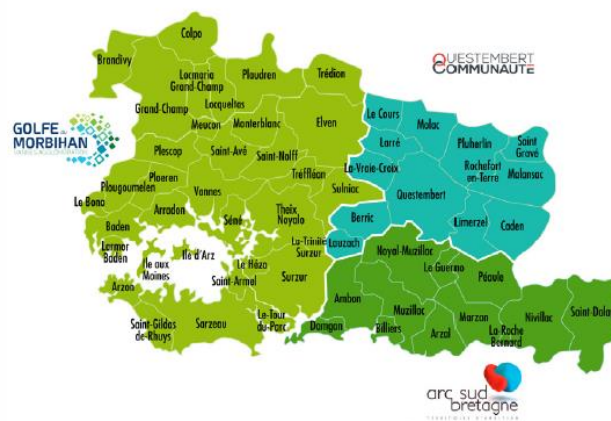 Colpo
Brandivy
Locmaria
Grand-Champ
Plaudren
Trédion
QUESTEMBERT
COMMUNAUTÉ
Grand-Champ
Locqueltas
Meucon
Monterblanc
Elven
Le Cours
Molac
Larré
Pluherlin
Saint
Gravé
GOLFE DU
MORBIHAN
Plescop
Saint-Avé
Saint-Nolff
La-Vraie-Croix
Rochefort
en-Terre
Malansac
Plougoumelen
Ploeren
Vannes
Treffléan
Sulniac
Questembert
Le Bono
Arradon
Séné
Theix
Noyalo
Berric
Limerzel
Caden
Baden
Larmor
Baden
Ile d'Arz
La-Trinité
Surzur
Lauzach
Noyal-Muzillac
Ile aux
Moines
Le Hézo
Saint-Armel
Surzur
Le Guerno
Péaule
Arzon
Ambon
Muzillac
Saint-Gildas
de-Rhuys
Sarzeau
Le-Tour
du-Parc
Damgan
Billiers
Arzal
Marzan
La-Roche
Bernard
Nivillac
Saint-Dolay
arc sud
bretagne